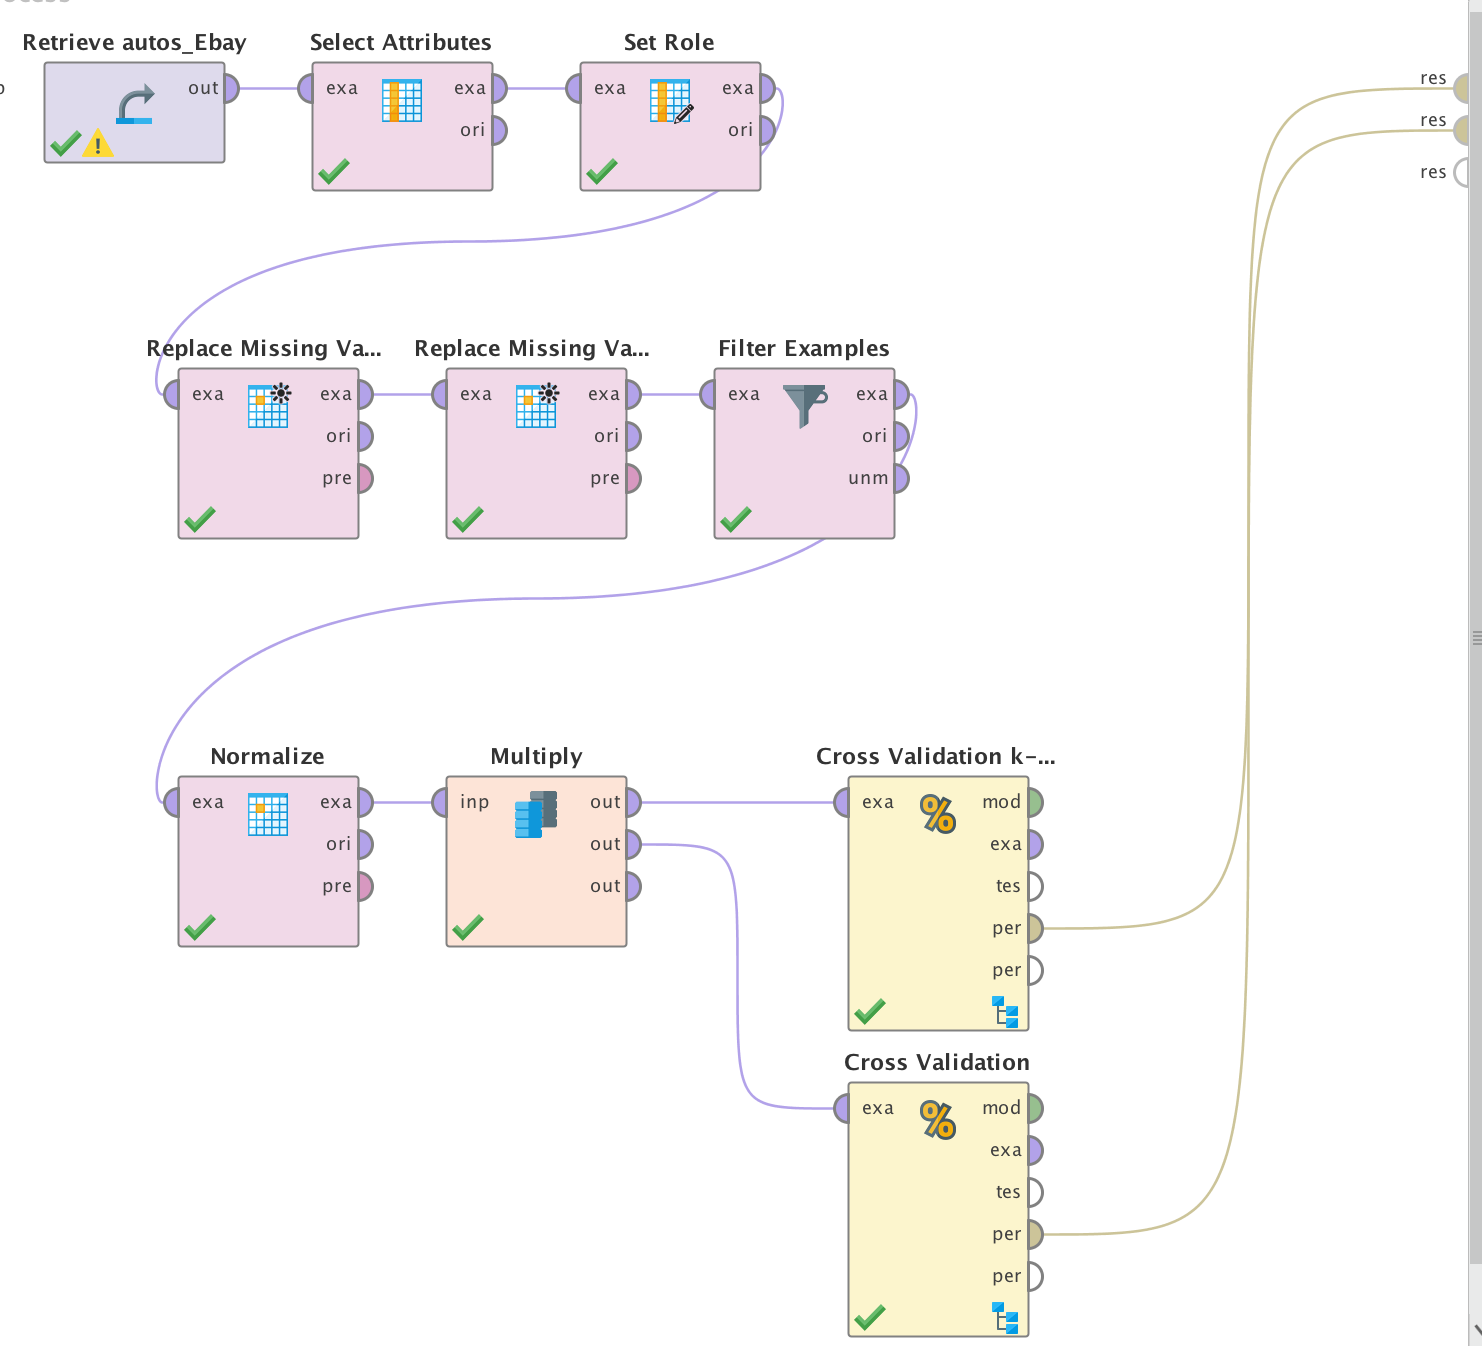 Retrieve autos_Ebay
out
Select Attributes
exa exa
ori
Set Role
exa exa
ori
res
res
res
Replace Missing Va...
exa exa
ori
pre
Replace Missing Va...
exa exa
ori
pre
Filter Examples
exa exa
ori
unm
Normalize
exa exa
ori
pre
Multiply
inp out
out
out
Cross Validation k-...
exa mod
exa
tes
per
per
Cross Validation
exa mod
exa
tes
per
per